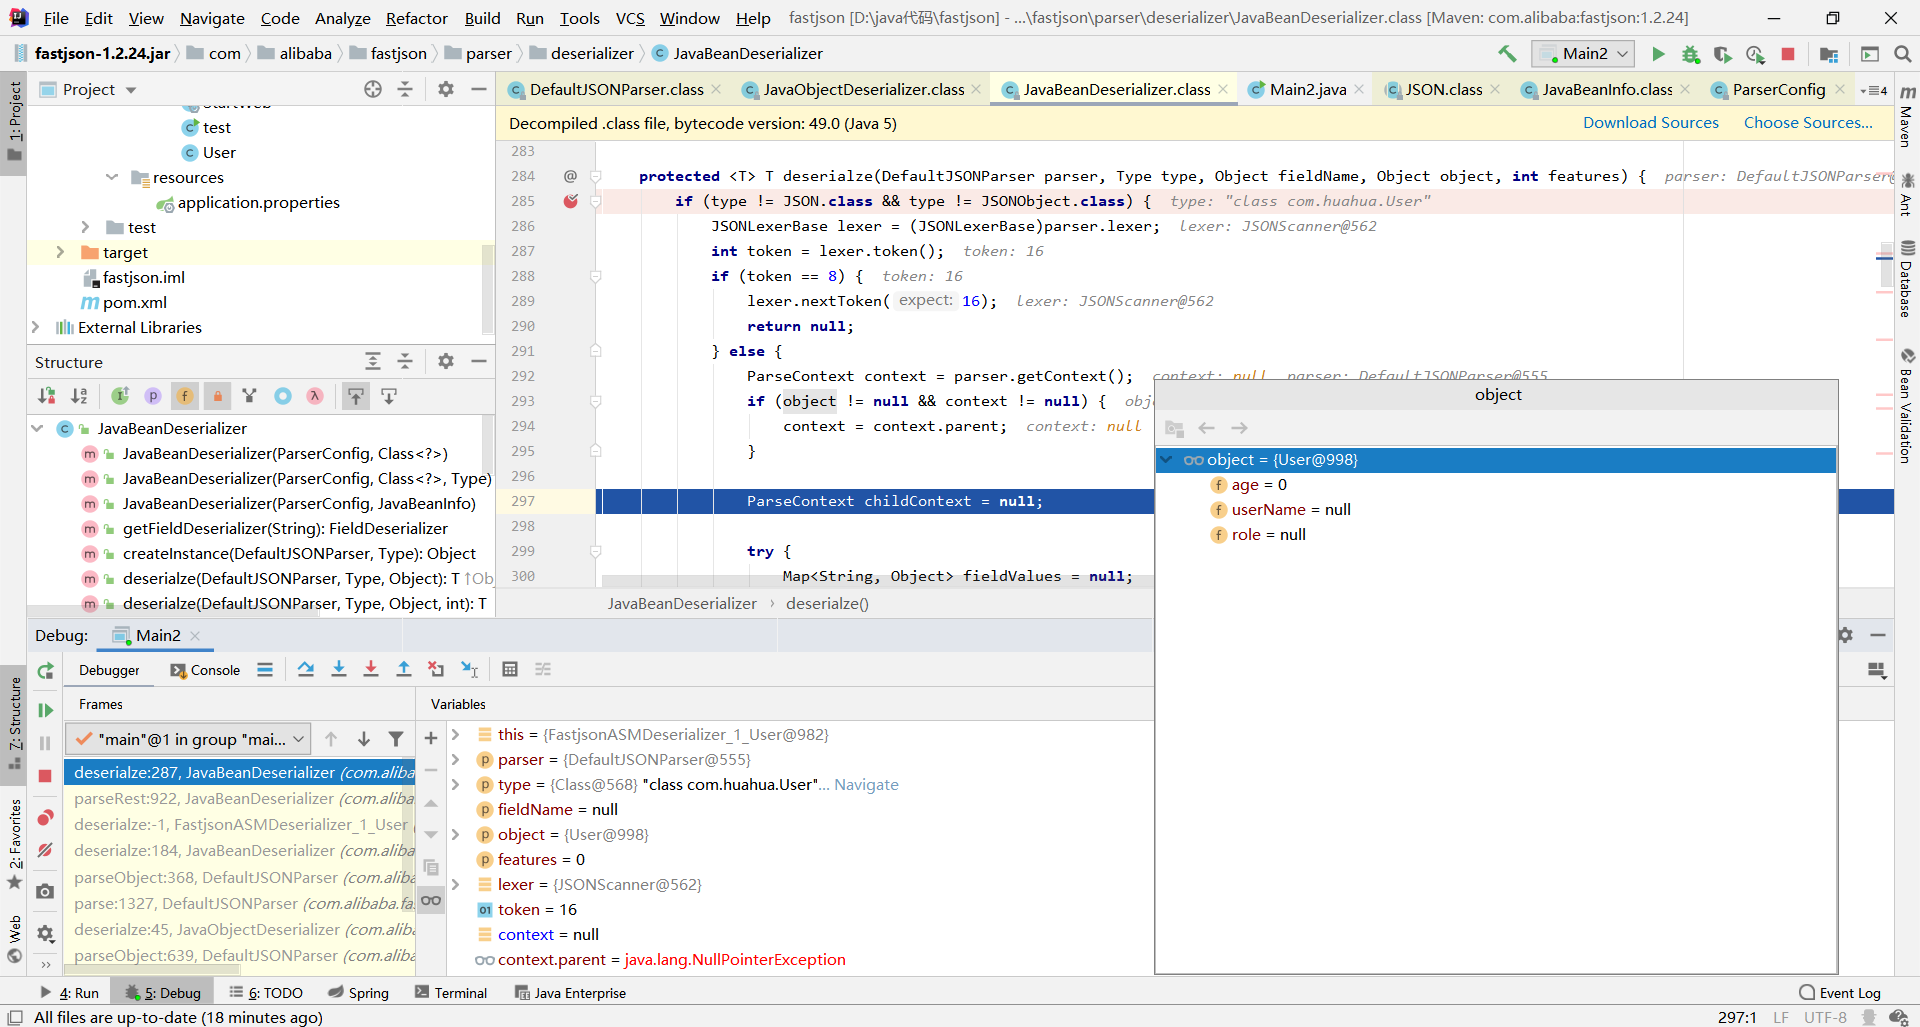 File Edit View Navigate Code Analyze Refactor Build Run Tools VCS Window Help fastjson [D:\java代码\fastjson] - ...\fastjson\parser\deserializer\JavaBeanDeserializer.class [Maven: com.alibaba:fastjson:1.2.24]
fastjson-1.2.24.jar com alibaba fastjson parser deserializer JavaBeanDeserializer Main2
Project
DefaultJSONParser.class JavaObjectDeserializer.class JavaBeanDeserializer.class Main2.java JSON.class JavaBeanInfo.class ParserConfig 4
Decompiled .class file, bytecode version: 49.0 (Java 5) Download Sources Choose Sources...
1: Project
StartWeb
test
User
resources
application.properties
test
target
fastjson.iml
pom.xml
External Libraries
Structure
JavaBeanDeserializer
JavaBeanDeserializer(ParserConfig, Class<?>)
JavaBeanDeserializer(ParserConfig, Class<?>, Type)
JavaBeanDeserializer(ParserConfig, JavaBeanInfo)
getFieldDeserializer(String): FieldDeserializer
createInstance(DefaultJSONParser, Type): Object
deserialze(DefaultJSONParser, Type, Object): T ↑Ob
deserialze(DefaultJSONParser, Type, Object, int): T
283
284 @ protected <T> T deserialze(DefaultJSONParser parser, Type type, Object fieldName, Object object, int features) { parser: DefaultJSONParser@
285 if (type != JSON.class && type != JSONObject.class) { type: "class com.huahua.User"
286 JSONLexerBase lexer = (JSONLexerBase)parser.lexer; lexer: JSONScanner@562
287 int token = lexer.token(); token: 16
288 if (token == 8) { token: 16
289 lexer.nextToken( expect: 16); lexer: JSONScanner@562
290 return null;
291 } else {
292 ParseContext context = parser.getContext(); context: null parser: DefaultJSONParser@555
293 if (object != null && context != null) { obj
294 context = context.parent; context: null
295 }
296
297 ParseContext childContext = null;
298
299 try {
300 Map<String, Object> fieldValues = null;
JavaBeanDeserializer › deserialze()
object
object = {User@998}
age = 0
userName = null
role = null
Maven
Ant
Database
Bean Validation
Debug: Main2
Debugger Console
Frames Variables
"main"@1 in group "mai...
deserialze:287, JavaBeanDeserializer (com.aliba
parseRest:922, JavaBeanDeserializer (com.aliba
deserialze:-1, FastjsonASMDeserializer_1_User
deserialze:184, JavaBeanDeserializer (com.aliba
parseObject:368, DefaultJSONParser (com.aliba
parse:1327, DefaultJSONParser (com.alibaba.fa
deserialze:45, JavaObjectDeserializer (com.aliba
parseObject:639, DefaultJSONParser (com.aliba
this = {FastjsonASMDeserializer_1_User@982}
parser = {DefaultJSONParser@555}
type = {Class@568} "class com.huahua.User"... Navigate
fieldName = null
object = {User@998}
features = 0
lexer = {JSONScanner@562}
token = 16
context = null
context.parent = java.lang.NullPointerException
7: Structure
2: Favorites
Web
4: Run 5: Debug 6: TODO Spring Terminal Java Enterprise Event Log
All files are up-to-date (18 minutes ago) 297:1 LF UTF-8